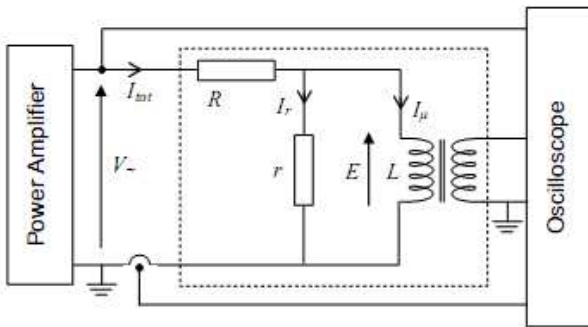 Power Amplifier
V~
I_tot
R
I_r
r
I_μ
E
L
Oscilloscope